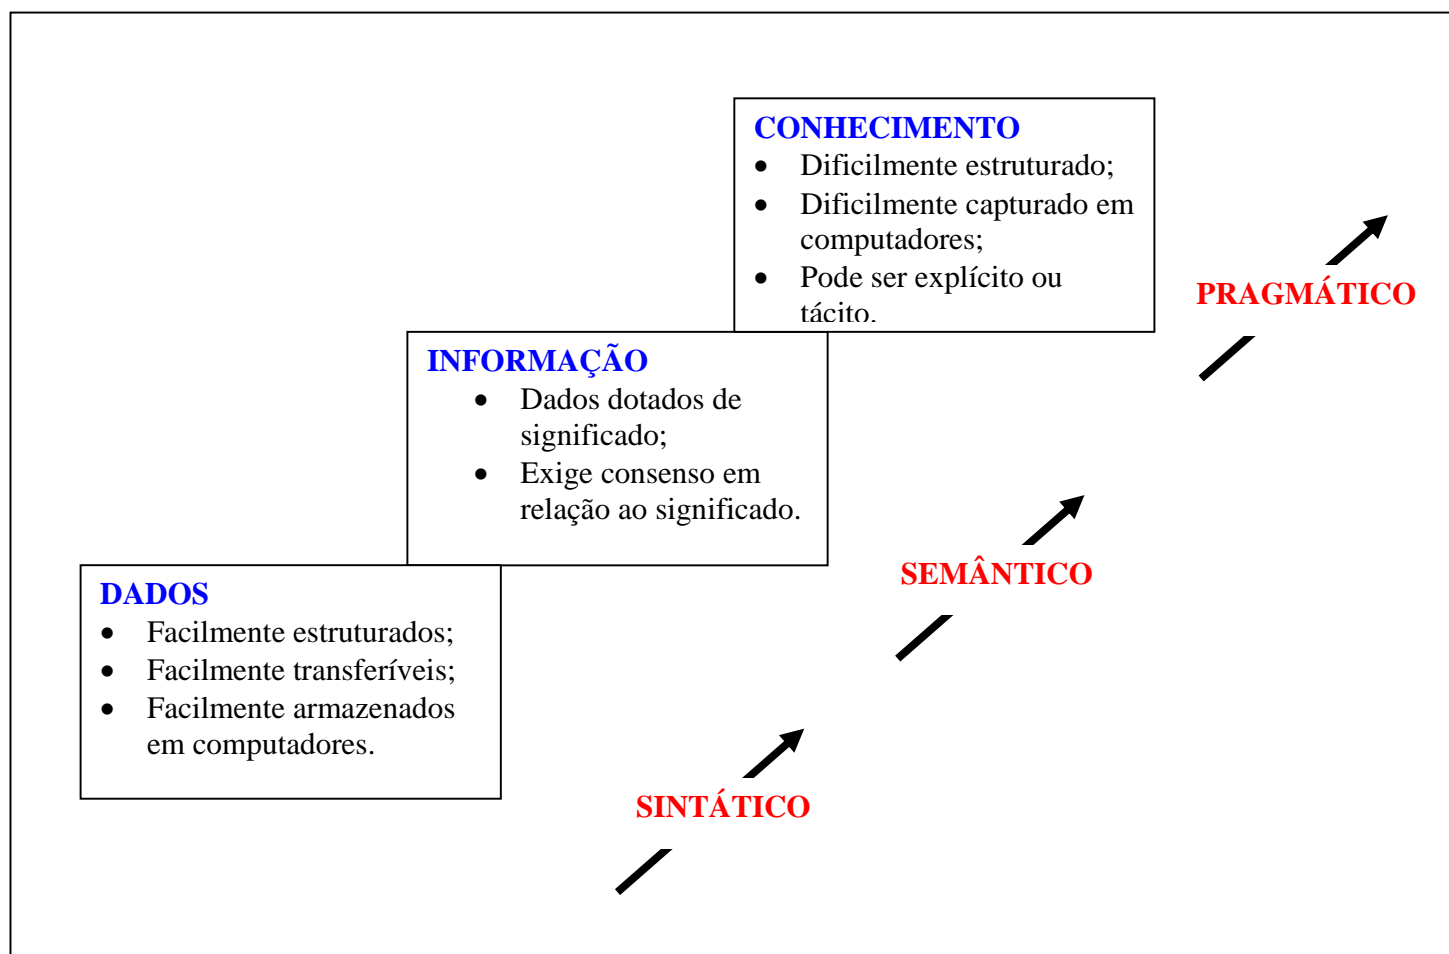 CONHECIMENTO
• Dificilmente estruturado;
• Dificilmente capturado em
computadores;
• Pode ser explícito ou
tácito.
PRAGMÁTICO
INFORMAÇÃO
• Dados dotados de
significado;
• Exige consenso em
relação ao significado.
SEMÂNTICO
DADOS
• Facilmente estruturados;
• Facilmente transferíveis;
• Facilmente armazenados
em computadores.
SINTÁTICO